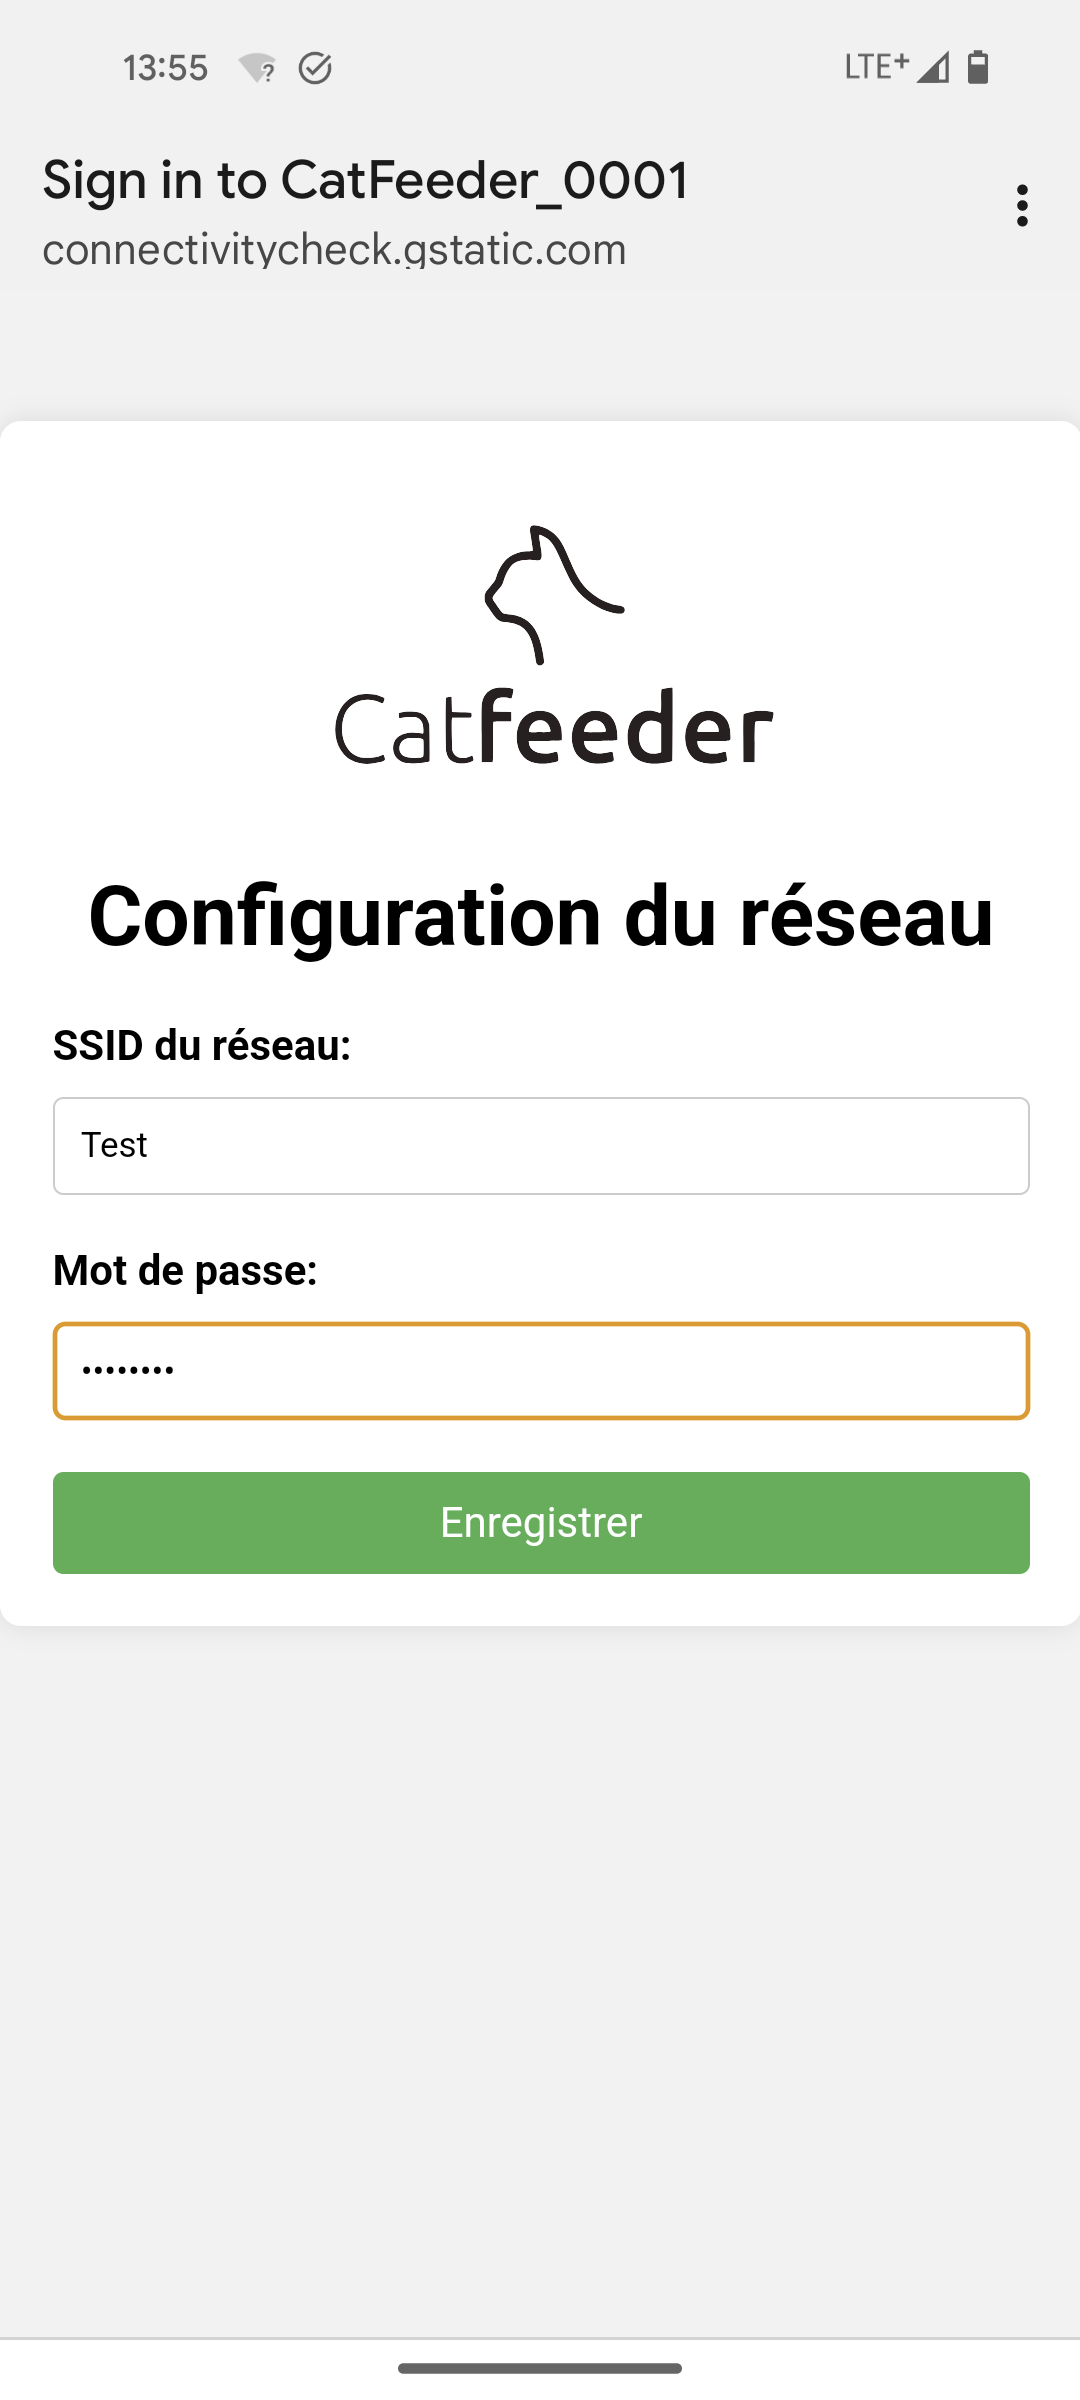 13:55
LTE+
Sign in to CatFeeder_0001
connectivitycheck.gstatic.com
Catfeeder
Configuration du réseau
SSID du réseau:
Test
Mot de passe:
••••••••
Enregistrer